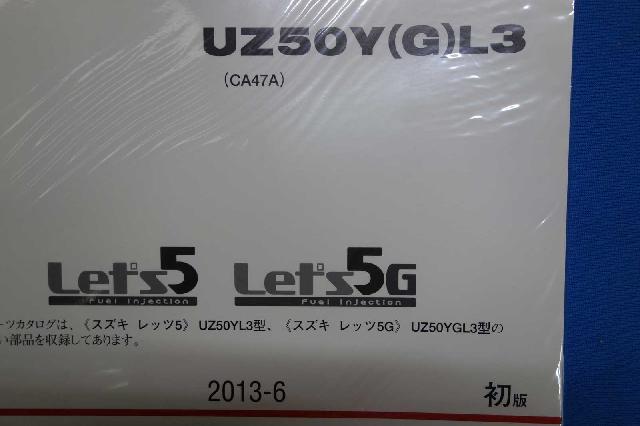 UZ50Y(G)L3
(CA47A)
Let's5 Let's5G
Fuel Injection Fuel Injection
ーツカタログは、《スズキ レッツ5》 UZ50YL3型、《スズキ レッツ5G》 UZ50YGL3型の
い部品を収録してあります。
2013-6 初版